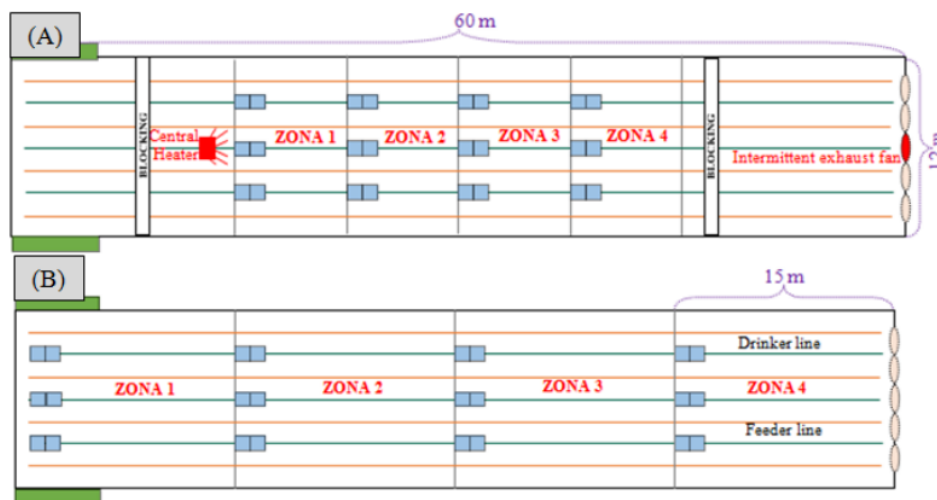 (A)
60 m
BLOCKING
Central
Heater
ZONA 1
ZONA 2
ZONA 3
ZONA 4
BLOCKING
Intermittent exhaust fan
12 m
(B)
15 m
Drinker line
ZONA 1
ZONA 2
ZONA 3
ZONA 4
Feeder line